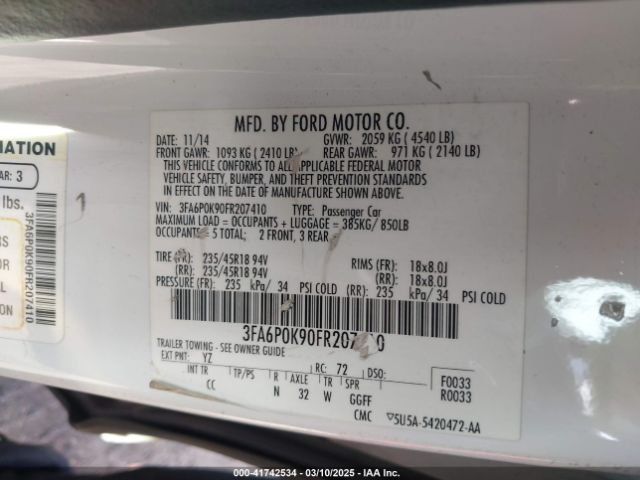 MFD. BY FORD MOTOR CO.
DATE: 11/14 GVWR: 2059 KG ( 4540 LB)
FRONT GAWR: 1093 KG ( 2410 LB) REAR GAWR: 971 KG ( 2140 LB)
THIS VEHICLE CONFORMS TO ALL APPLICABLE FEDERAL MOTOR
VEHICLE SAFETY, BUMPER, AND THEFT PREVENTION STANDARDS
IN EFFECT ON THE DATE OF MANUFACTURE SHOWN ABOVE.
VIN: 3FA6P0K90FR207410 TYPE: Passenger Car
MAXIMUM LOAD = OCCUPANTS + LUGGAGE = 385KG/ 850LB
OCCUPANTS: 5 TOTAL; 2 FRONT, 3 REAR
TIRE (FR): 235/45R18 94V RIMS (FR): 18x8.0J
(RR): 235/45R18 94V (RR): 18x8.0J
PRESSURE (FR): 235 kPa/ 34 PSI COLD (RR): 235 kPa/ 34 PSI COLD
3FA6P0K90FR207410
TRAILER TOWING - SEE OWNER GUIDE
EXT PNT: YZ RC: 72 DSO:
INT TR TP/PS R AXLE TR SPR
CC N 32 W GGFF
F0033
R0033
CMC 5U5A-5420472-AA
MATION
AR: 3
lbs.
3FA6P0K90FR207410
000-41742534 | 03/10/2025 | IAA Inc.